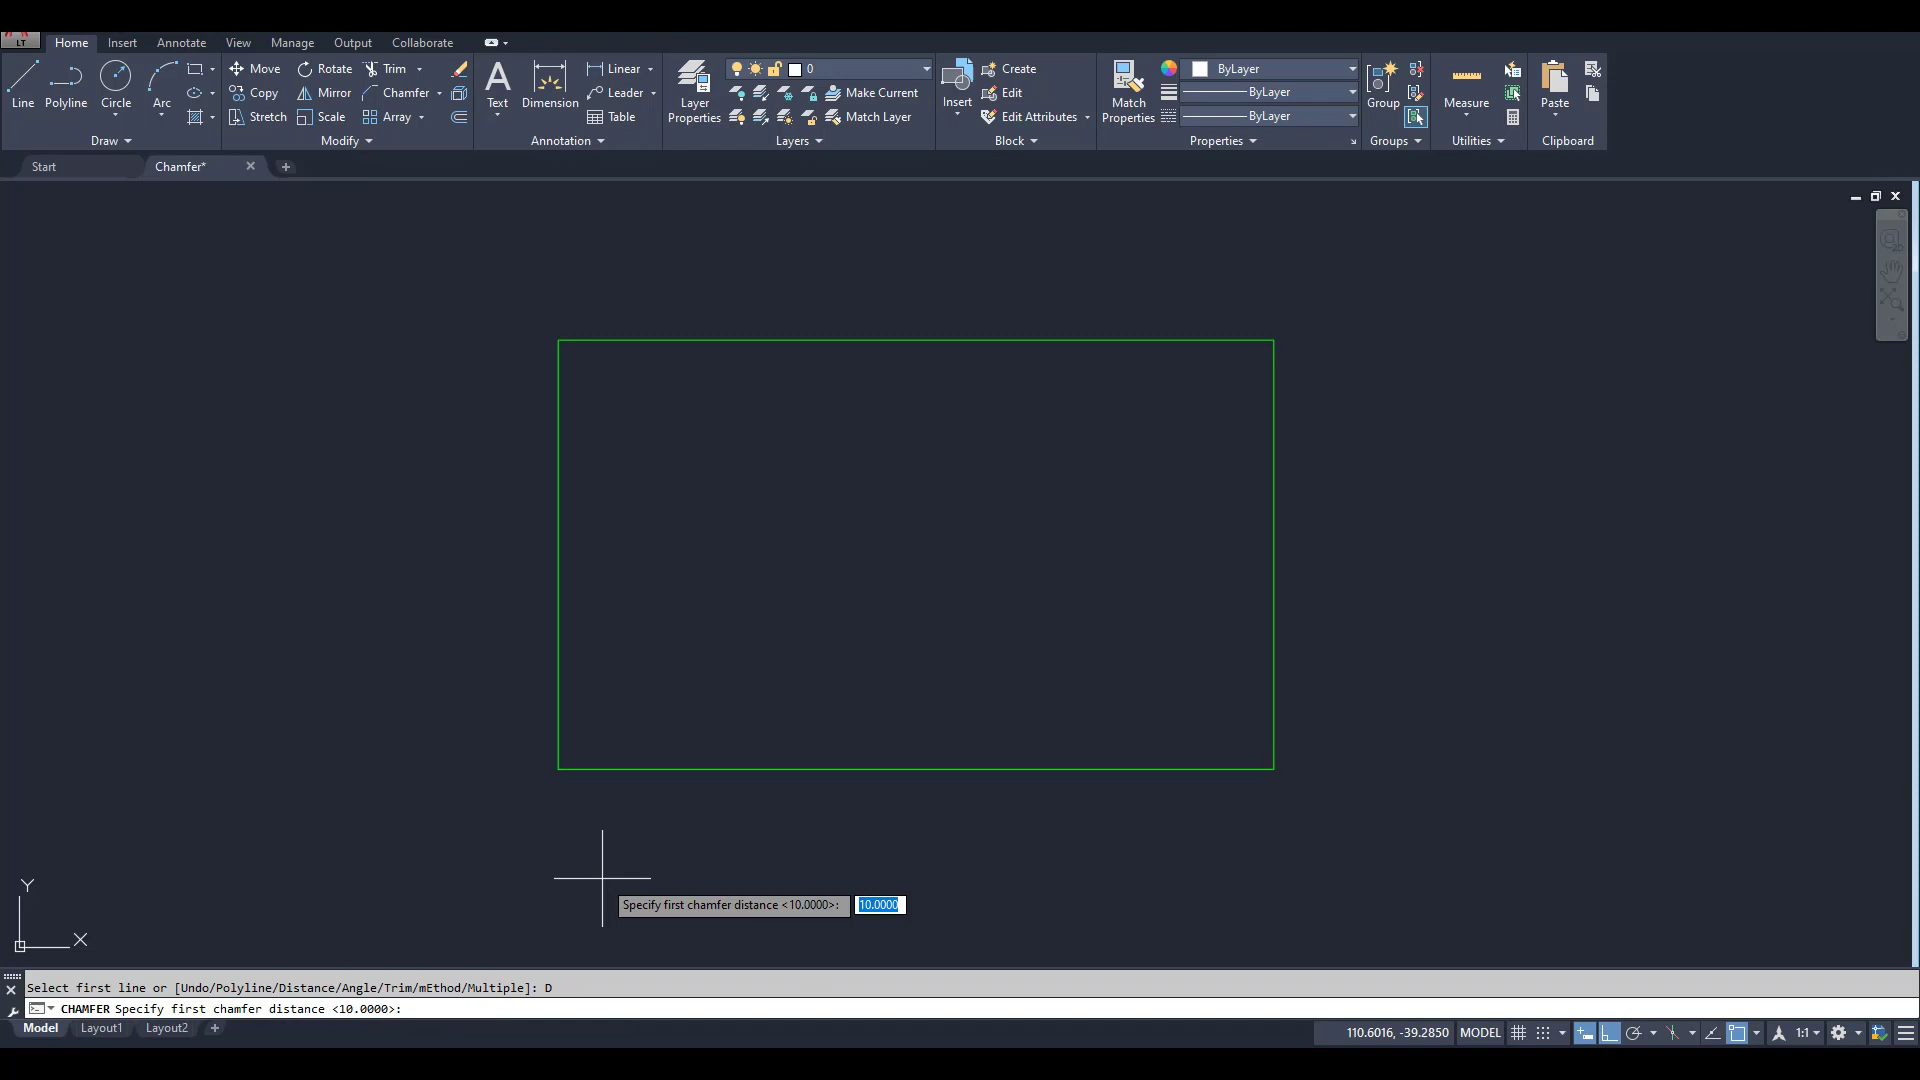 LT
Home Insert Annotate View Manage Output Collaborate
Line
Polyline
Circle
Arc
Draw
Move
Rotate
Trim
Copy
Mirror
Chamfer
Stretch
Scale
Array
Modify
Text
Dimension
Linear
Leader
Table
Annotation
Layer
Properties
0
Make Current
Match Layer
Layers
Insert
Create
Edit
Edit Attributes
Block
Match
Properties
ByLayer
ByLayer
ByLayer
Properties
Group
Groups
Measure
Utilities
Paste
Clipboard
Start
Chamfer*
Specify first chamfer distance <10.0000>: 10.0000
Y
X
Select first line or [Undo/Polyline/Distance/Angle/Trim/mEthod/Multiple]: D
CHAMFER Specify first chamfer distance <10.0000>:
Model Layout1 Layout2
110.6016, -39.2850 MODEL 1:1